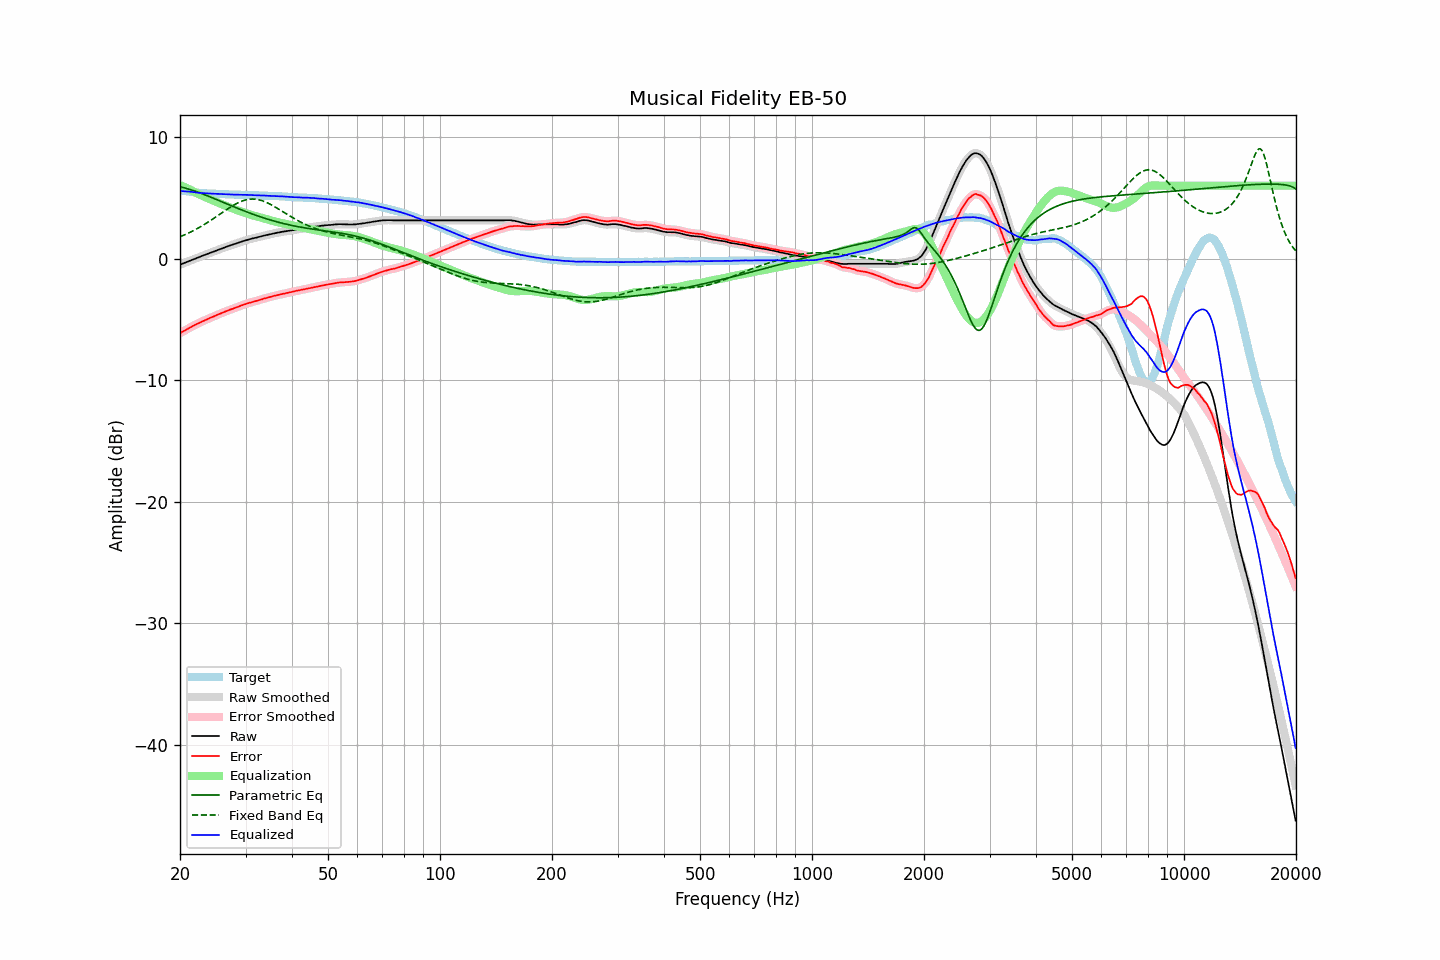 Musical Fidelity EB-50
10
0
−10
−20
−30
−40
Amplitude (dBr)
Target
Raw Smoothed
Error Smoothed
Raw
Error
Equalization
Parametric Eq
Fixed Band Eq
Equalized
20 50 100 200 500 1000 2000 5000 10000 20000
Frequency (Hz)